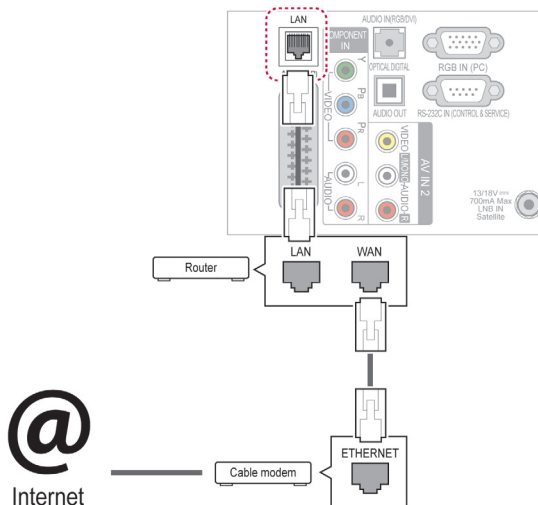 LAN
AUDIO IN(RGB/DVI)
COMPONENT
IN
Y
PB
PR
VIDEO
L
R
AUDIO
OPTICAL DIGITAL
AUDIO OUT
RGB IN (PC)
RS-232C IN (CONTROL & SERVICE)
VIDEO
L/MONO
AUDIO
R
AV IN 2
13/18V
700mA Max
LNB IN
Satellite
Router
LAN
WAN
ETHERNET
@
Internet
Cable modem